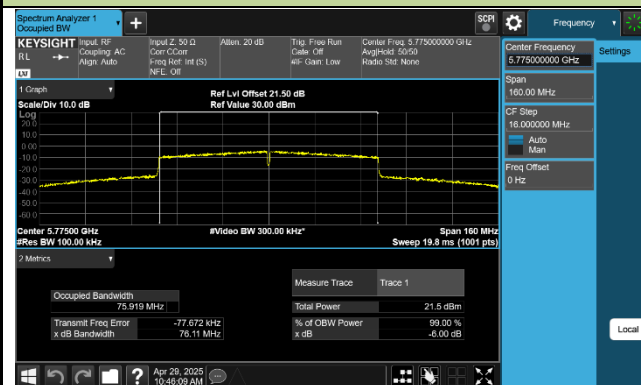 Spectrum Analyzer 1
Occupied BW
+
SCPI
Frequency
KEYSIGHT
Input: RF
Coupling: AC
Align: Auto
Input Z: 50 Ω
Corr CCorr
Freq Ref: Int (S)
NFE: Off
Atten: 20 dB
Trig: Free Run
Gate: Off
#IF Gain: Low
Center Freq: 5.775000000 GHz
Avg|Hold: 50/50
Radio Std: None
RL
LXI
Center Frequency
5.775000000 GHz
Settings
Span
160.00 MHz
CF Step
16.000000 MHz
Auto
Man
Freq Offset
0 Hz
1 Graph
Scale/Div 10.0 dB
Ref Lvl Offset 21.50 dB
Ref Value 30.00 dBm
Log
20.0
10.0
0.00
-10.0
-20.0
-30.0
-40.0
-50.0
-60.0
Center 5.77500 GHz
#Video BW 300.00 kHz*
Span 160 MHz
#Res BW 100.00 kHz
Sweep 19.8 ms (1001 pts)
2 Metrics
Measure Trace
Trace 1
Occupied Bandwidth
75.919 MHz
Total Power
21.5 dBm
Transmit Freq Error
-77.672 kHz
% of OBW Power
99.00 %
x dB Bandwidth
76.11 MHz
x dB
-6.00 dB
Local
?
Apr 29, 2025
10:46:09 AM